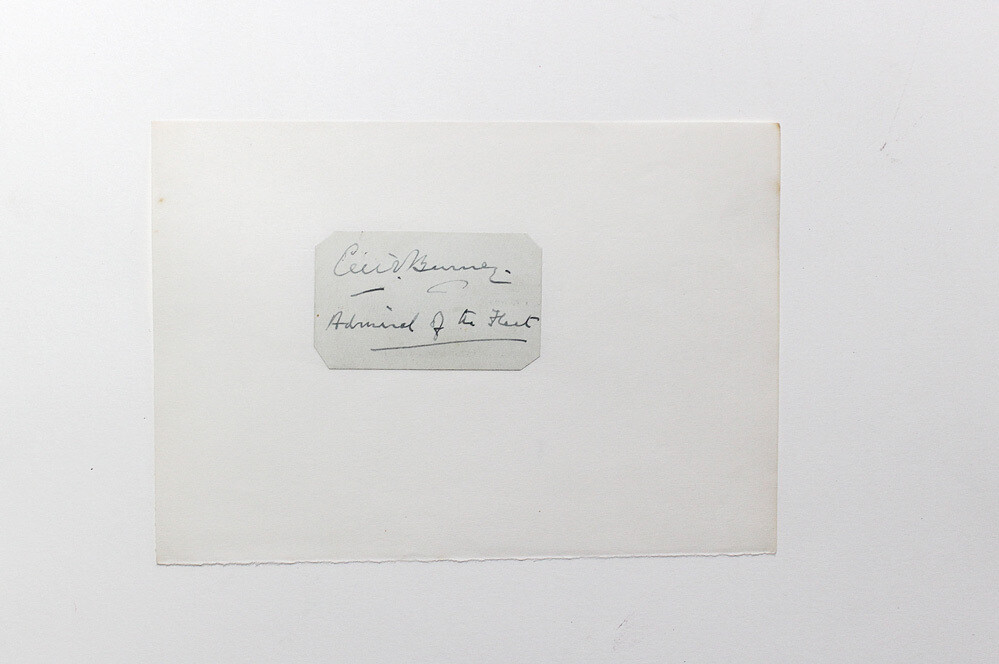 Cecil Burney.
Admiral of the Fleet